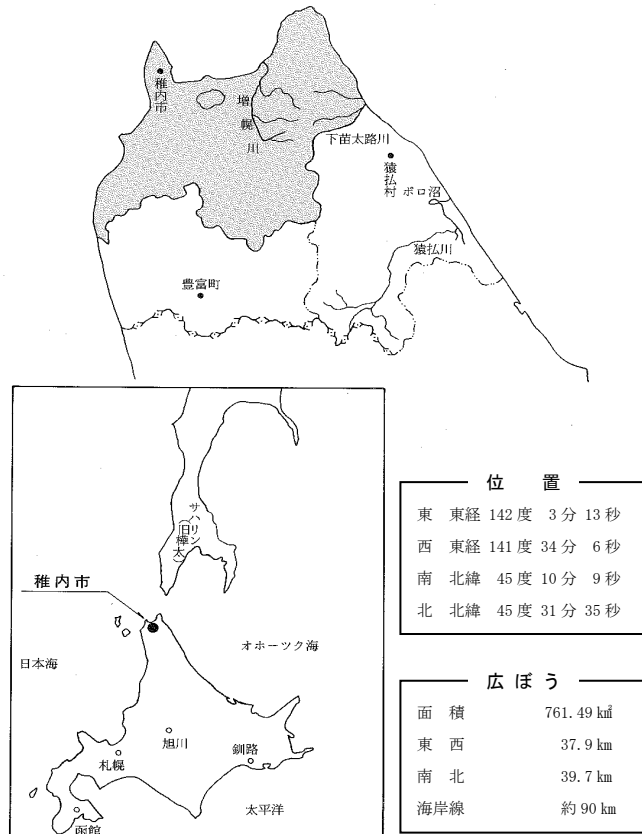 稚内市
増幌川
下苗太路川
猿払村
ポロ沼
猿払川
豊富町
サハリン
(旧樺太)
稚内市
オホーツク海
日本海
旭川
札幌
釧路
函館
太平洋
位 置
東 東経 142 度 3 分 13 秒
西 東経 141 度 34 分 6 秒
南 北緯 45 度 10 分 9 秒
北 北緯 45 度 31 分 35 秒
広 ぼ う
面 積 761.49 ㎢
東 西 37.9 ㎞
南 北 39.7 ㎞
海岸線 約 90 ㎞